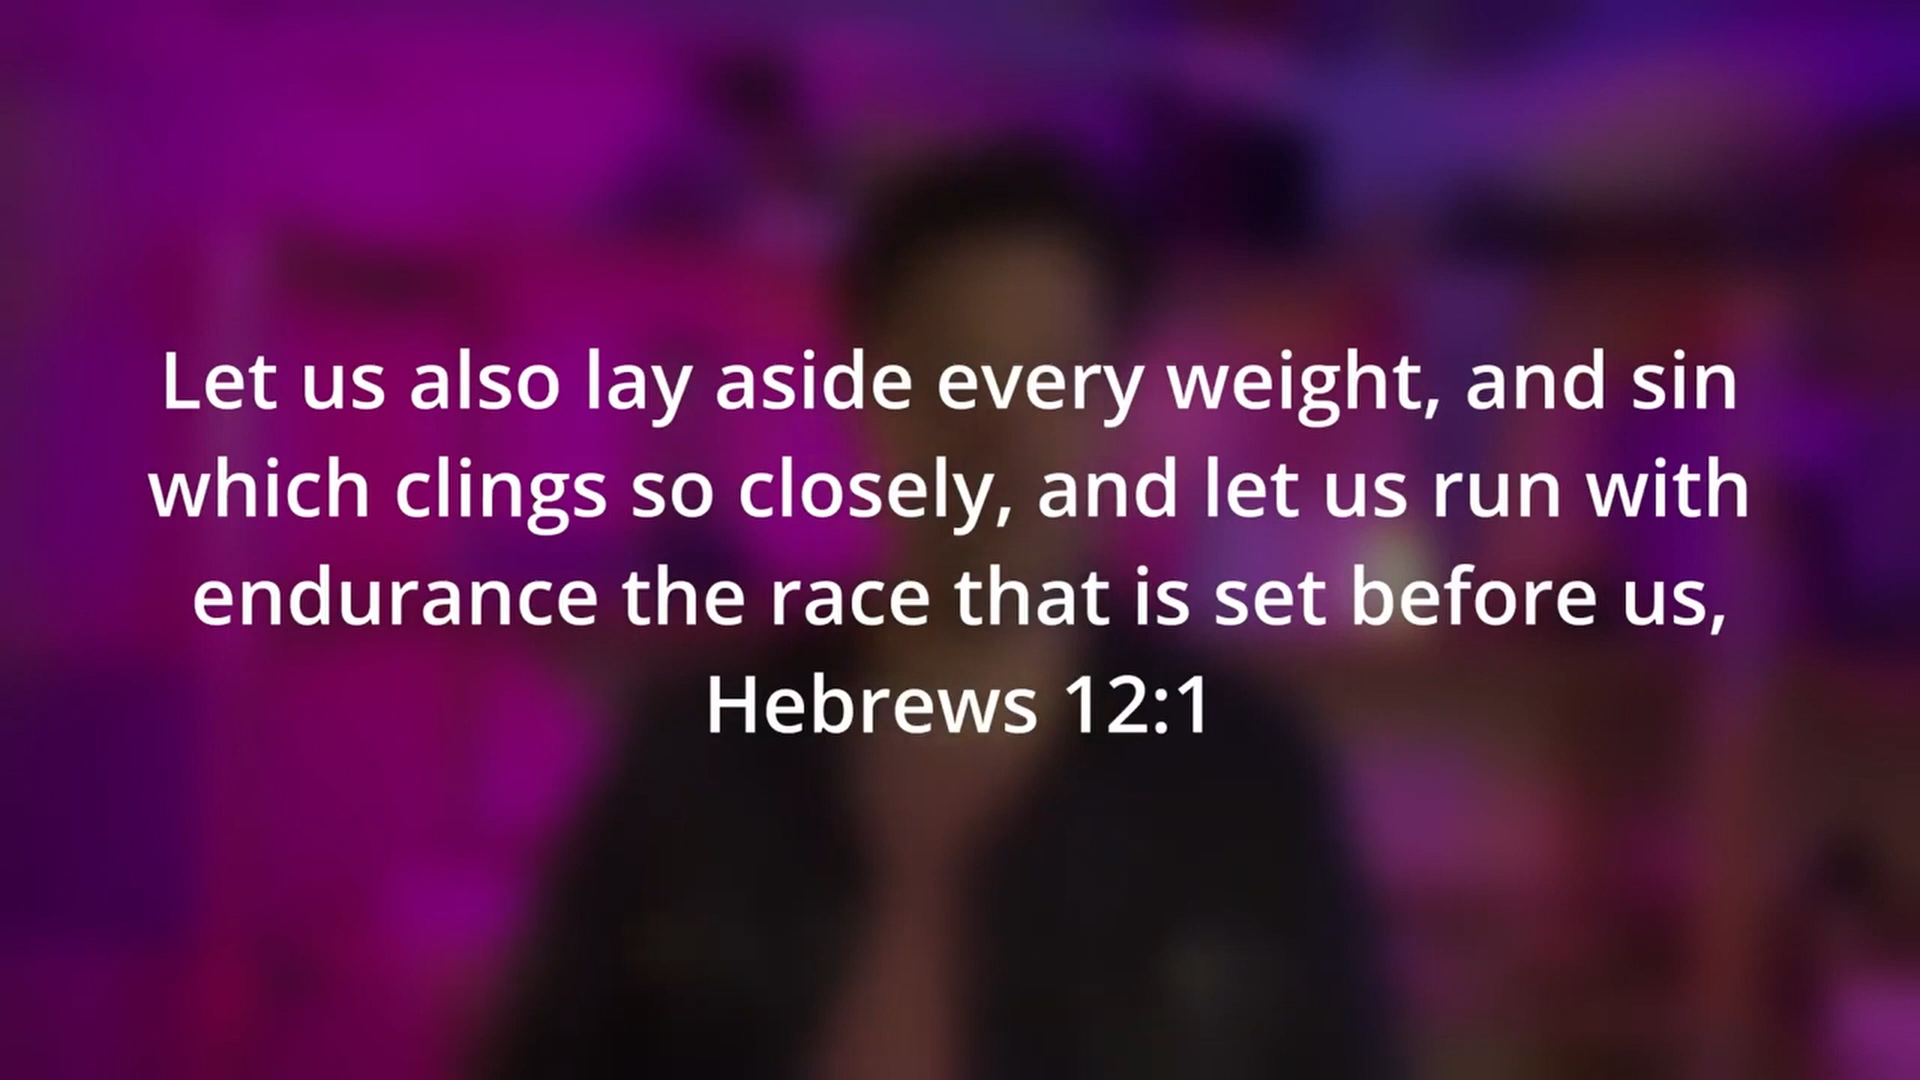 Let us also lay aside every weight, and sin
which clings so closely, and let us run with
endurance the race that is set before us,
Hebrews 12:1